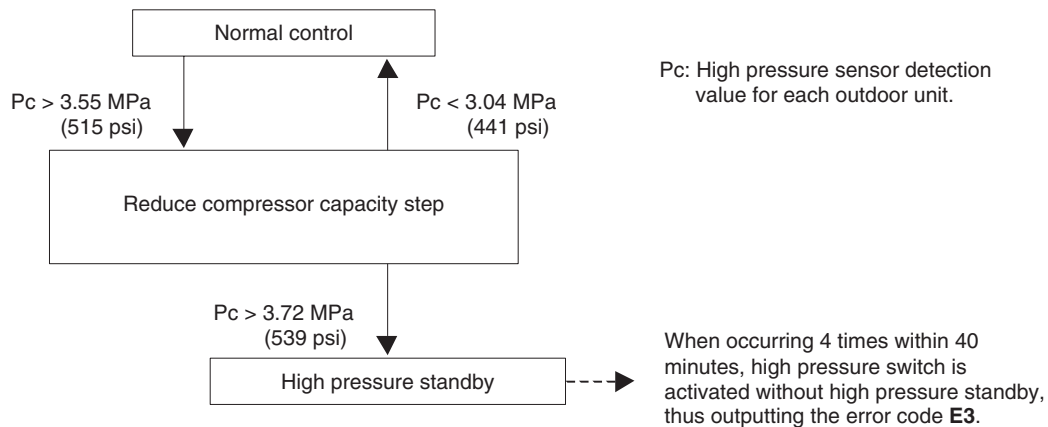 Normal control
Pc > 3.55 MPa
(515 psi)
Pc < 3.04 MPa
(441 psi)
Pc: High pressure sensor detection
value for each outdoor unit.
Reduce compressor capacity step
Pc > 3.72 MPa
(539 psi)
High pressure standby
When occurring 4 times within 40
minutes, high pressure switch is
activated without high pressure standby,
thus outputting the error code E3.